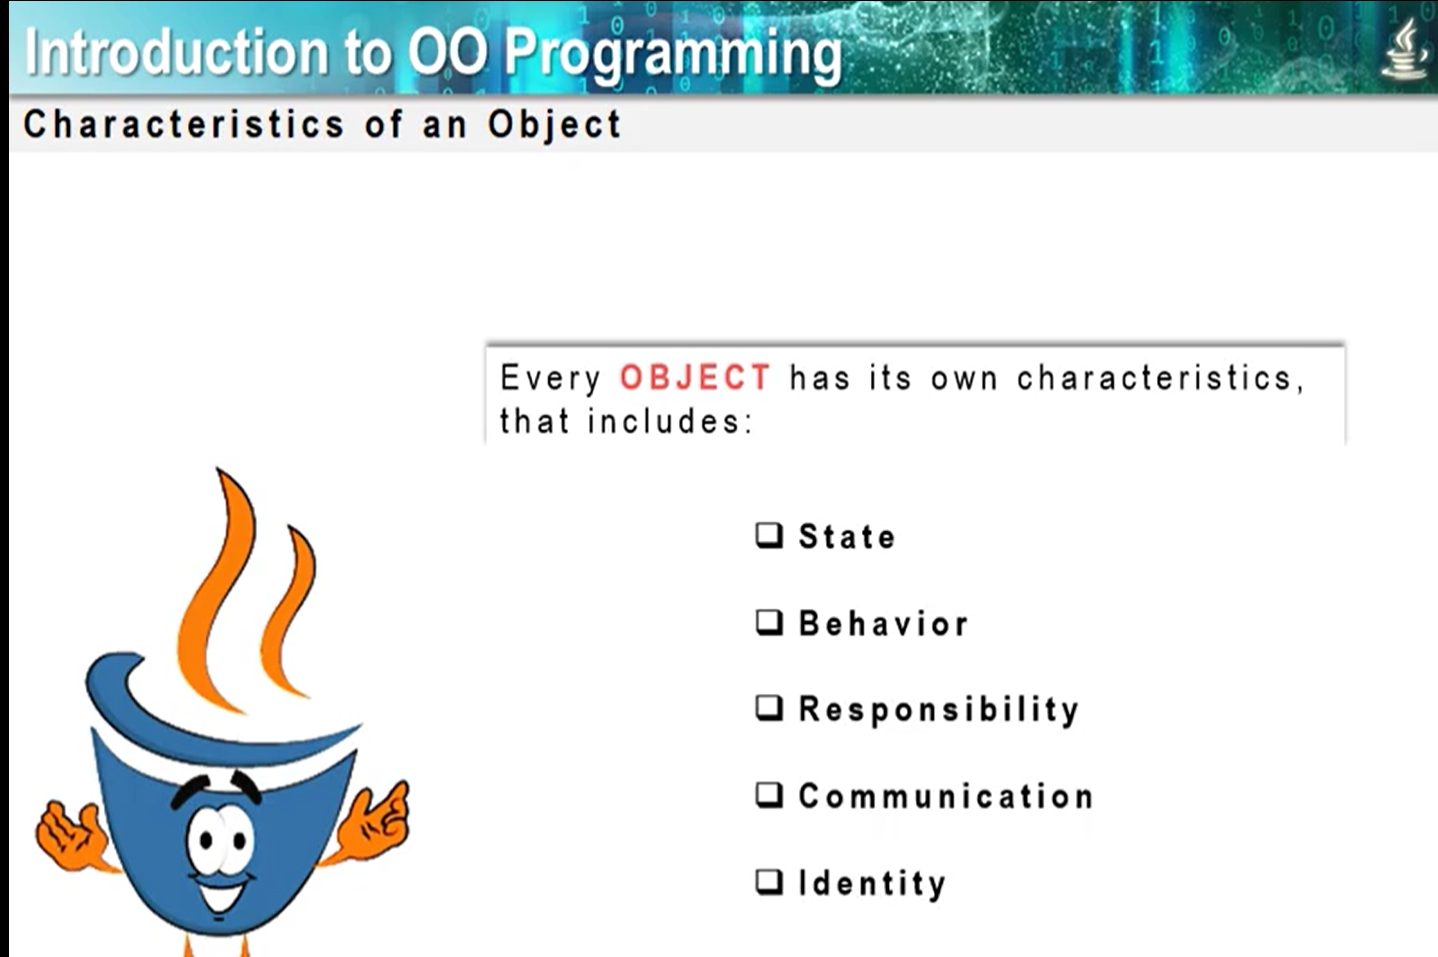 Introduction to OO Programming
Characteristics of an Object
Every OBJECT has its own characteristics,
that includes:
State
Behavior
Responsibility
Communication
Identity